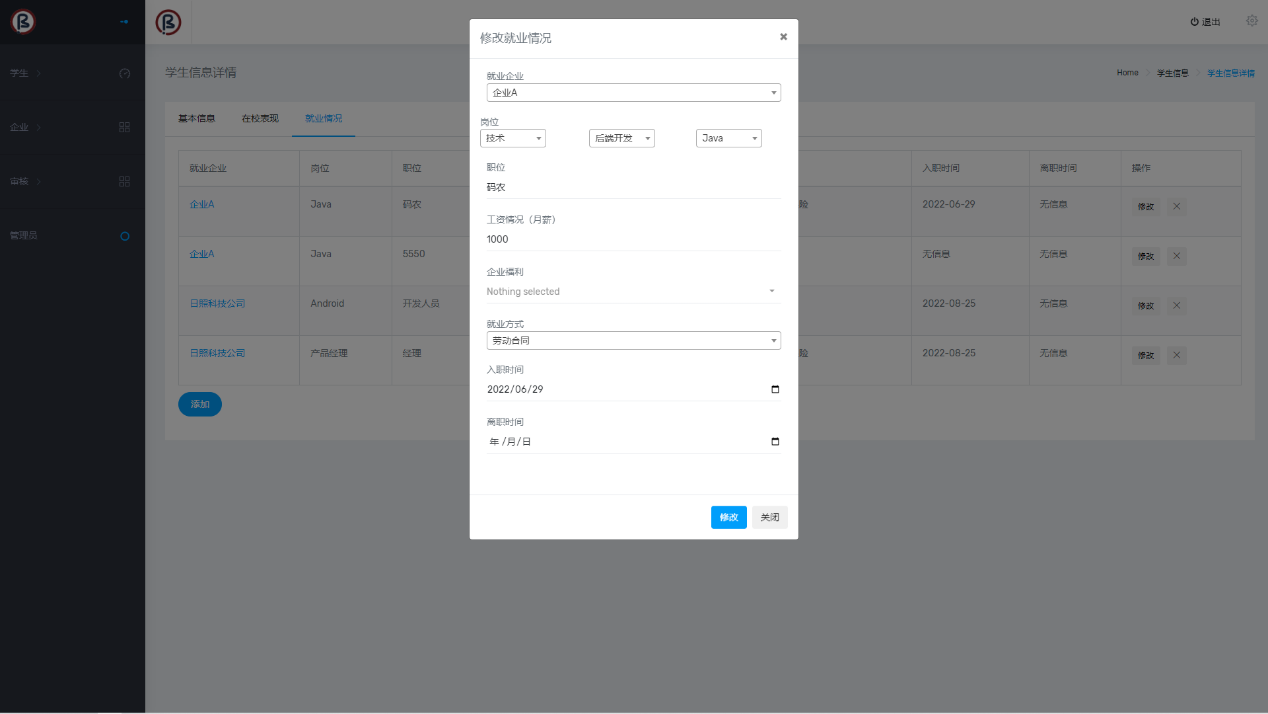 退出
学生
企业
审核
管理员
学生信息详情
Home 学生信息 学生信息详情
基本信息 在校表现 就业情况
就业企业 岗位 职位 入职时间 离职时间 操作
企业A Java 码农 险 2022-06-29 无信息 修改
企业A Java 5550 无信息 无信息 修改
日照科技公司 Android 开发人员 2022-08-25 无信息 修改
日照科技公司 产品经理 经理 险 2022-08-25 无信息 修改
添加
修改就业情况
就业企业
企业A
岗位
技术 后端开发 Java
职位
码农
工资情况（月薪）
1000
企业福利
Nothing selected
就业方式
劳动合同
入职时间
2022/06/29
离职时间
年 /月/日
修改 关闭